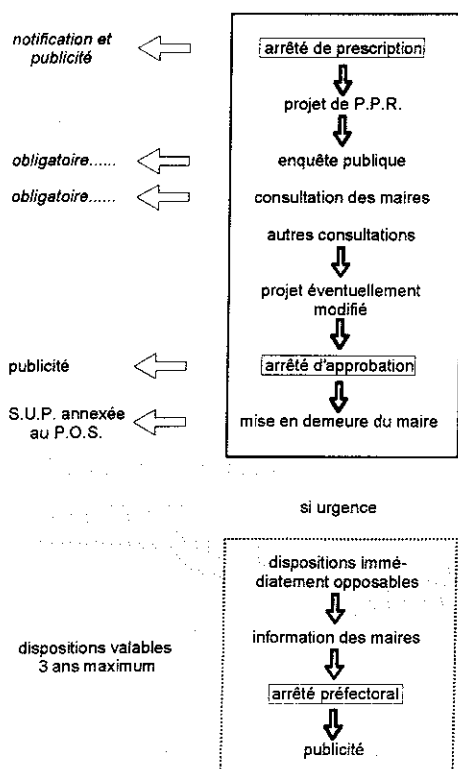 notification et
publicité
arrêté de prescription
projet de P.P.R.
obligatoire......
enquête publique
obligatoire......
consultation des maires
autres consultations
projet éventuellement
modifié
publicité
arrêté d'approbation
S.U.P. annexée
au P.O.S.
mise en demeure du maire
si urgence
dispositions immé-
diatement opposables
dispositions valables
3 ans maximum
information des maires
arrêté préfectoral
publicité